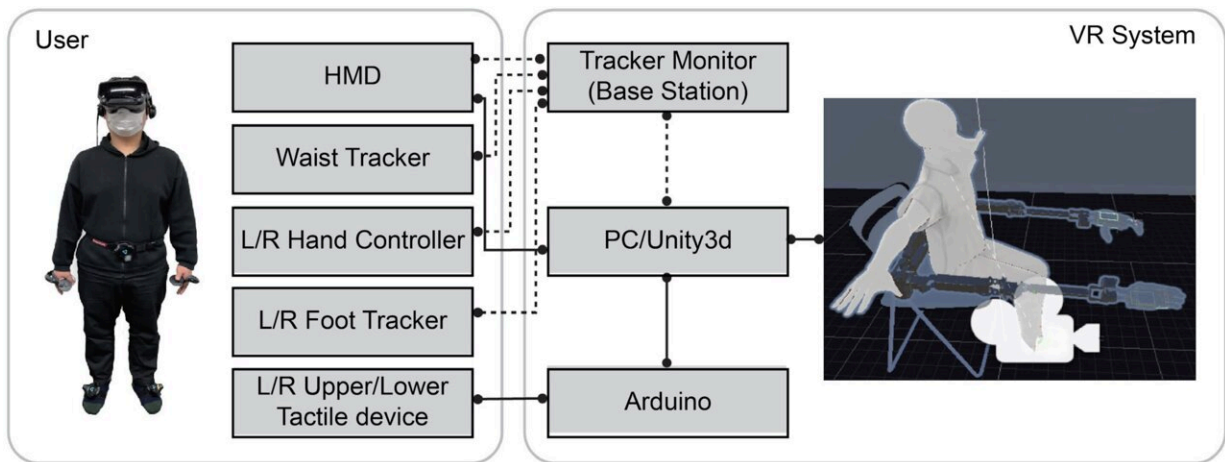 User
HMD
Waist Tracker
L/R Hand Controller
L/R Foot Tracker
L/R Upper/Lower
Tactile device
VR System
Tracker Monitor
(Base Station)
PC/Unity3d
Arduino